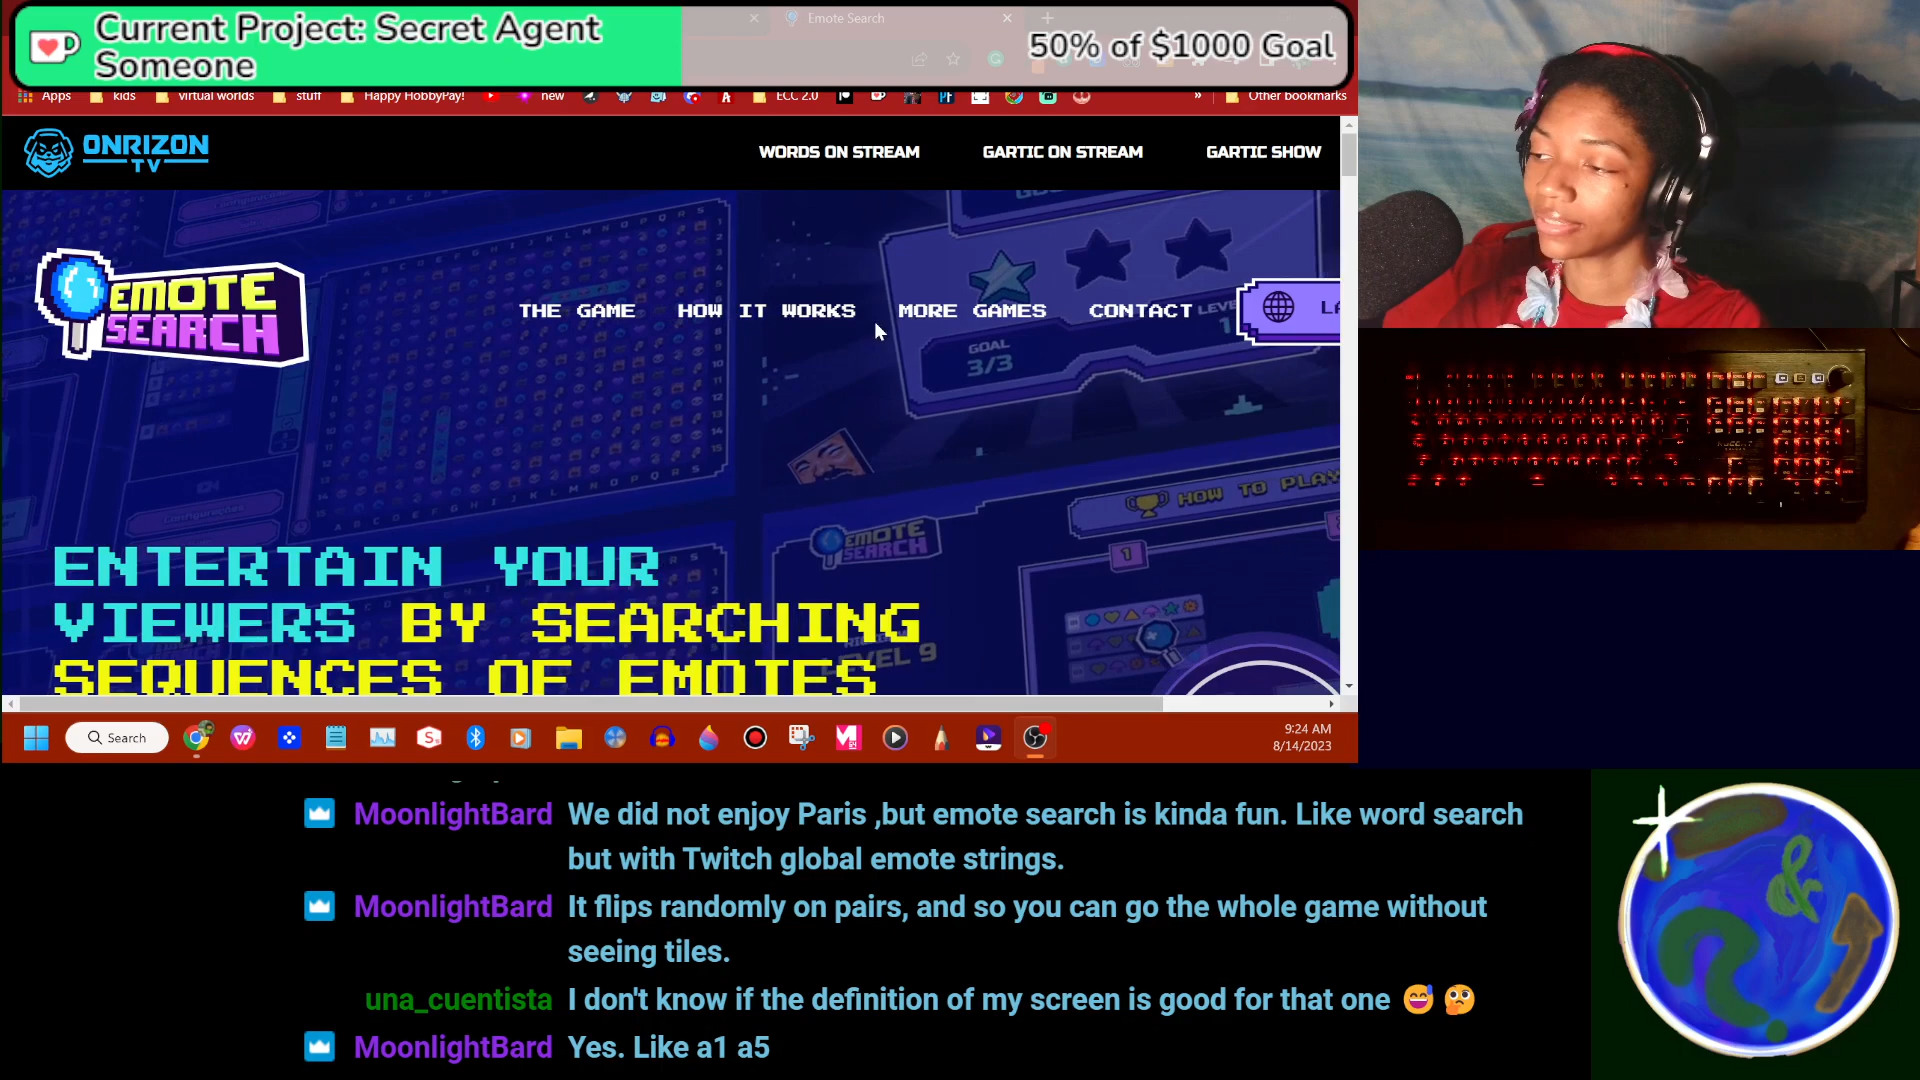 Current Project: Secret Agent
Someone
50% of $1000 Goal
Emote Search
Apps
kids
virtual worlds
stuff
Happy HobbyPay!
new
ECC 2.0
»
Other bookmarks
ONRIZON
TV
WORDS ON STREAM
GARTIC ON STREAM
GARTIC SHOW
EMOTE
SEARCH
THE GAME
HOW IT WORKS
MORE GAMES
CONTACT
GOAL
3/3
HOW TO PLAY
EMOTE
SEARCH
1
LEVEL 9
ENTERTAIN YOUR
VIEWERS BY SEARCHING
SEQUENCES OF EMOTES
Search
9:24 AM
8/14/2023
MoonlightBard We did not enjoy Paris ,but emote search is kinda fun. Like word search
but with Twitch global emote strings.
MoonlightBard It flips randomly on pairs, and so you can go the whole game without
seeing tiles.
una_cuentista I don't know if the definition of my screen is good for that one 😅 🤔
MoonlightBard Yes. Like a1 a5
&